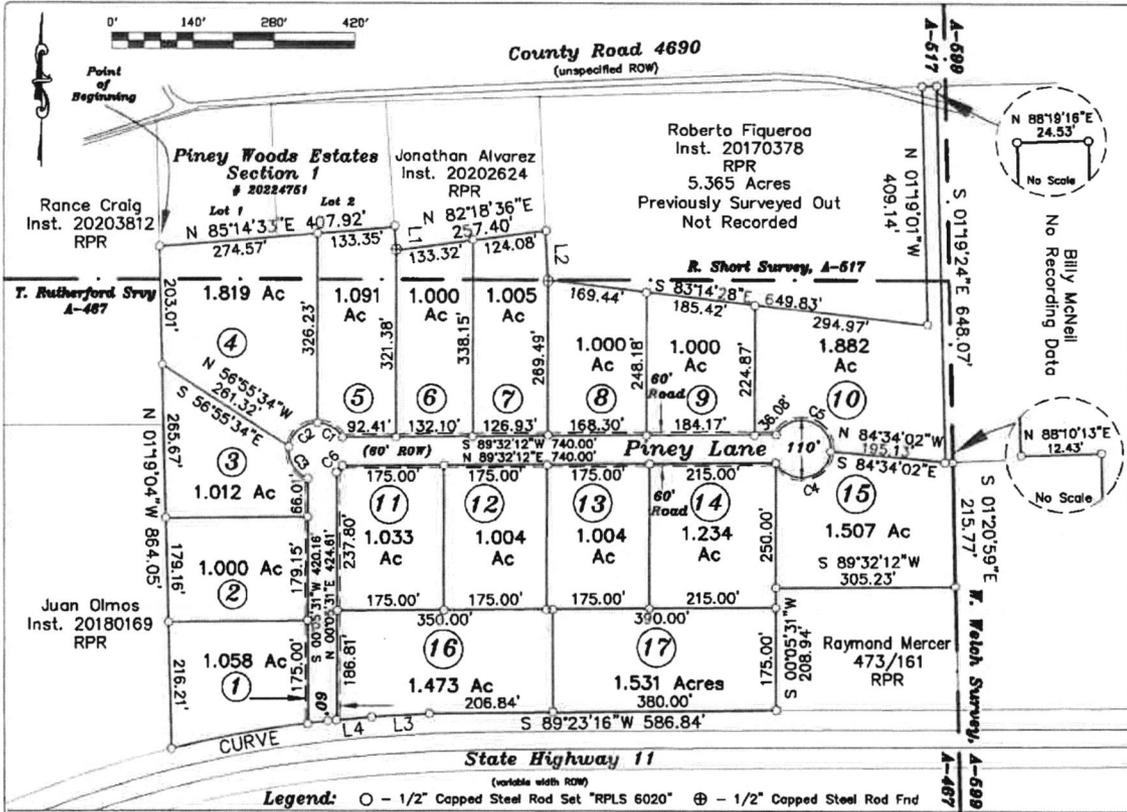 0' 140' 280' 420'
County Road 4690
(unspecified ROW)
A-517
A-599
Point
of
Beginning
N 88°19'16"E
24.53'
No Scale
Piney Woods Estates
Section 1
# 20224751
Lot 1
Lot 2
Jonathan Alvarez
Inst. 20202624
RPR
Roberto Figueroa
Inst. 20170378
RPR
5.365 Acres
Previously Surveyed Out
Not Recorded
Rance Craig
Inst. 20203812
RPR
N 85°14'33"E 407.92'
274.57'
133.35'
L1
N 82°18'36"E
257.40'
133.32'
124.08'
L2
N 01°19'01"W
409.14'
S 01°19'24"E 648.07'
Billy McNeil
No Recording Data
R. Short Survey, A-517
T. Rutherford Srvy
A-467
203.01'
1.819 Ac
4
326.23'
1.091
Ac
5
321.38'
1.000
Ac
6
338.15'
1.005
Ac
7
269.49'
169.44'
S 83°14'28"E 649.83'
185.42'
294.97'
1.000
Ac
8
248.18'
1.000
Ac
9
224.87'
1.882
Ac
10
N 56°55'34"W
261.32'
S 56°55'34"E
C2
C1
92.41'
132.10'
126.93'
168.30'
60'
Road
184.17'
36.08'
C5
(60' ROW)
S 89°32'12"W 740.00'
N 89°32'12"E 740.00'
Piney Lane
110'
N 84°34'02"W
195.13'
S 84°34'02"E
C4
N 88°10'13"E
12.43'
No Scale
N 01°19'04"W 864.05'
265.67'
3
1.012 Ac
C3
C6
66.01'
175.00'
175.00'
175.00'
60'
Road
215.00'
11
1.033
Ac
12
1.004
Ac
13
1.004
Ac
14
1.234
Ac
15
1.507 Ac
237.80'
250.00'
S 89°32'12"W
305.23'
S 01°20'59"E
215.77'
179.16'
1.000 Ac
2
179.15'
S 00°05'31"W 420.16'
N 00°05'31"E 424.61'
175.00'
175.00'
175.00'
215.00'
350.00'
390.00'
Juan Olmos
Inst. 20180169
RPR
216.21'
1.058 Ac
1
175.00'
186.81'
16
1.473 Ac
17
1.531 Acres
175.00'
S 00°05'31"W
208.94'
Raymond Mercer
473/161
RPR
W. Welch Survey,
A-467
A-599
60'
L4
L3
206.84'
380.00'
S 89°23'16"W 586.84'
CURVE
State Highway 11
(variable width ROW)
Legend: O - 1/2" Capped Steel Rod Set "RPLS 6020" ⊕ - 1/2" Capped Steel Rod Fnd